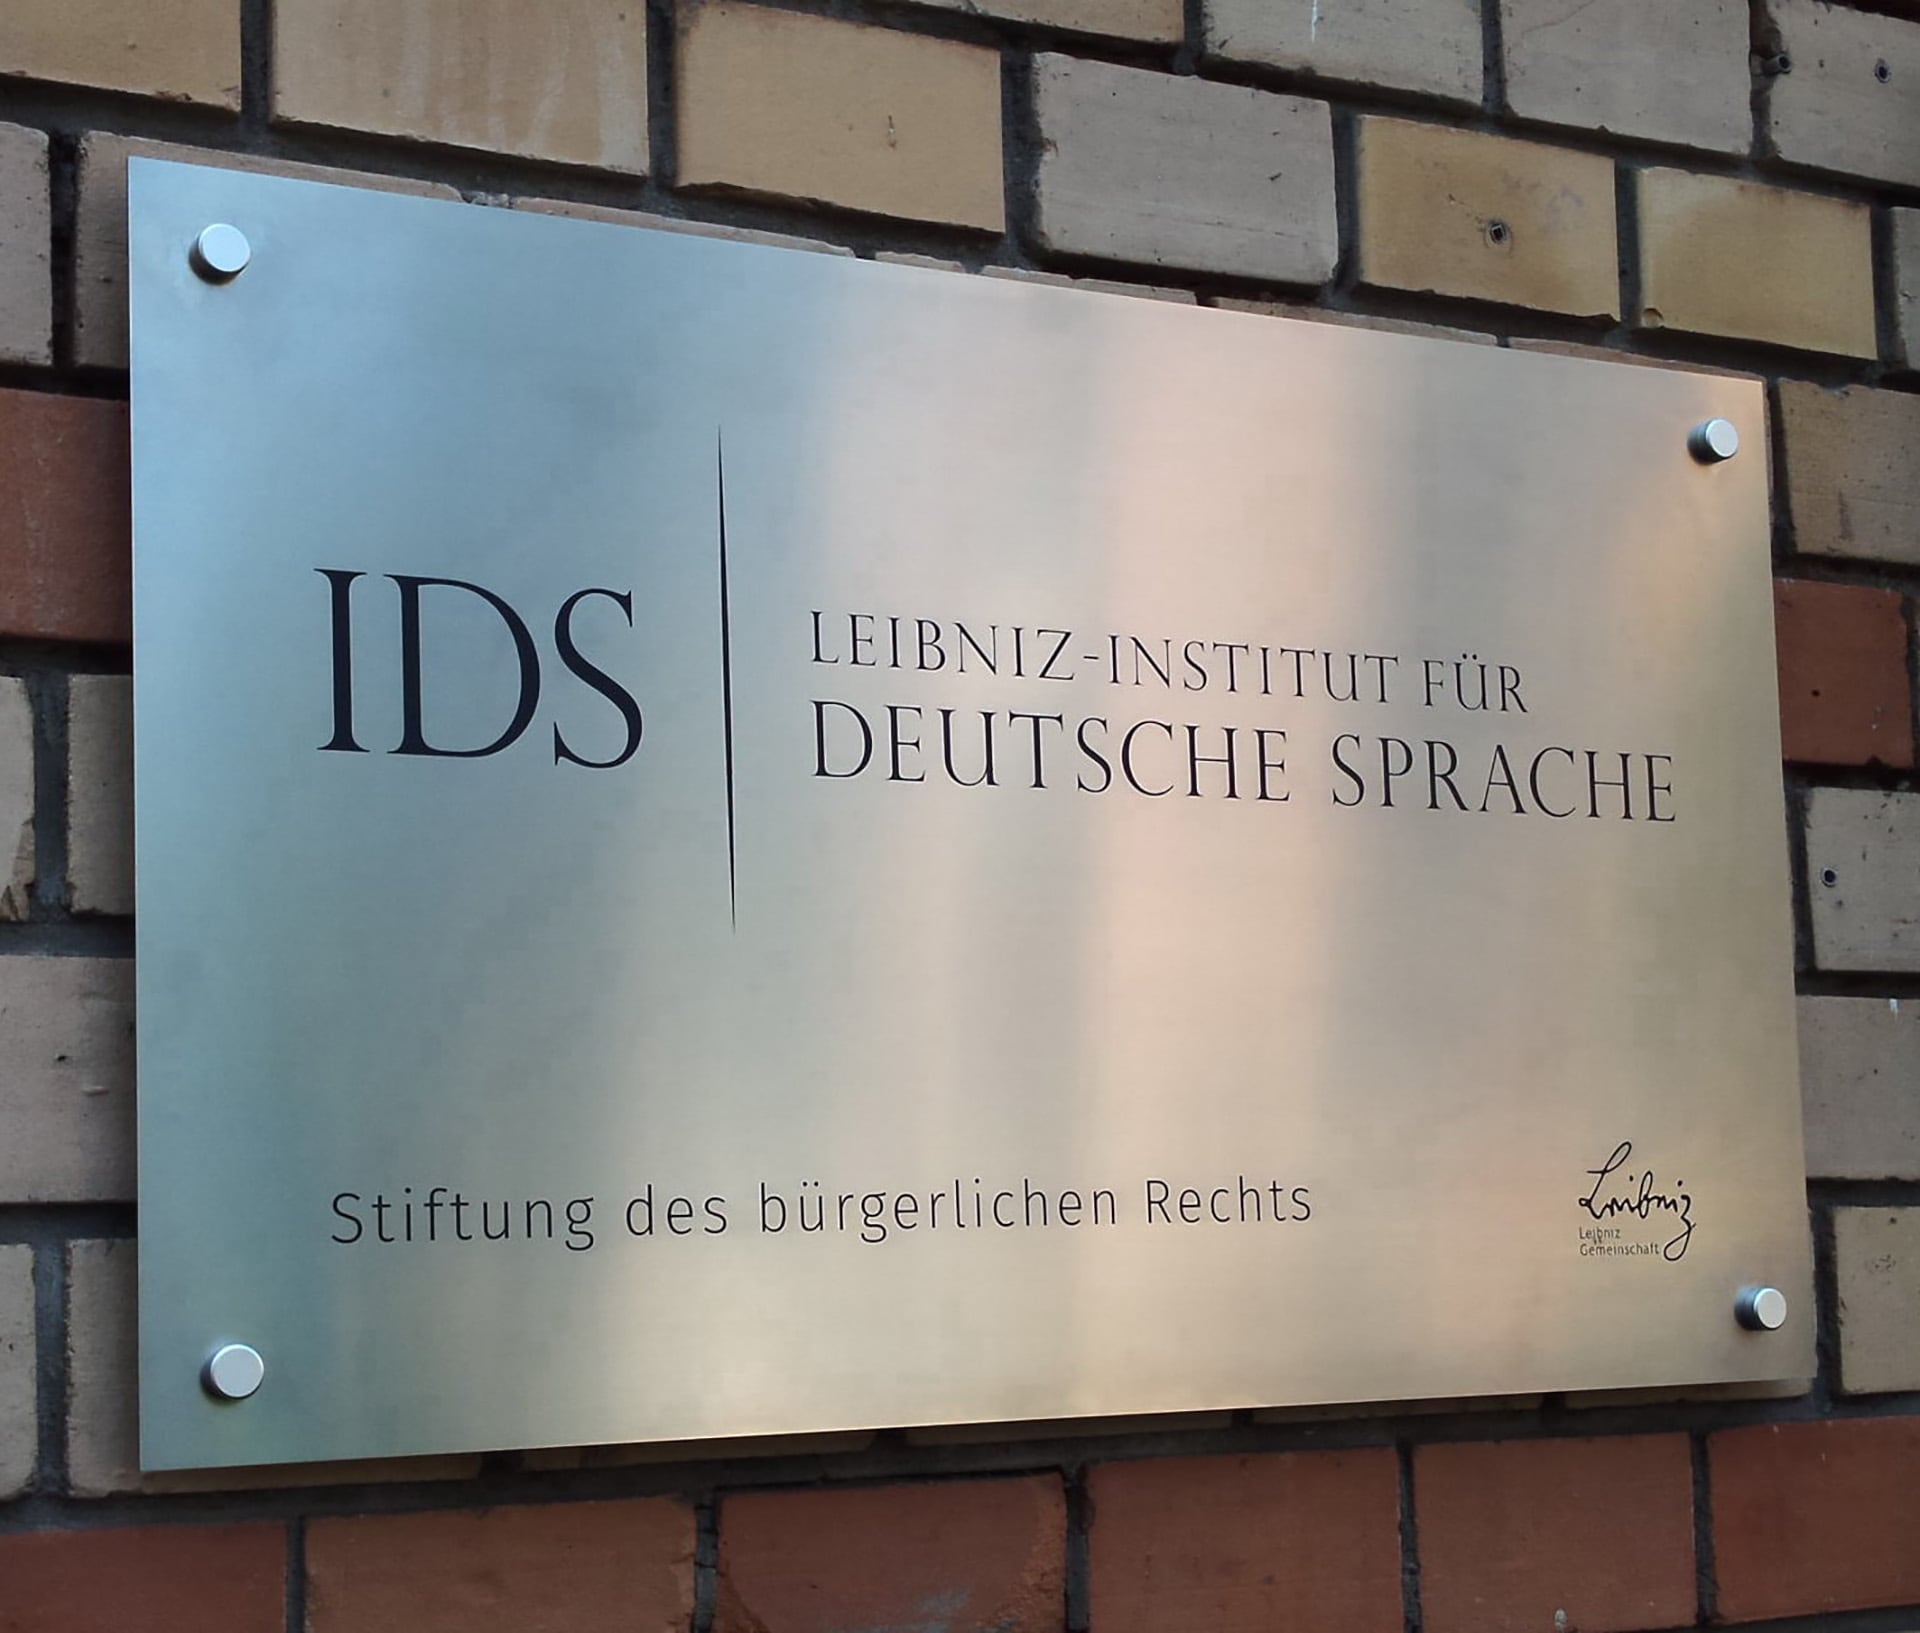 IDS
LEIBNIZ-INSTITUT FÜR
DEUTSCHE SPRACHE
Stiftung des bürgerlichen Rechts
Leibniz
Leibniz
Gemeinschaft